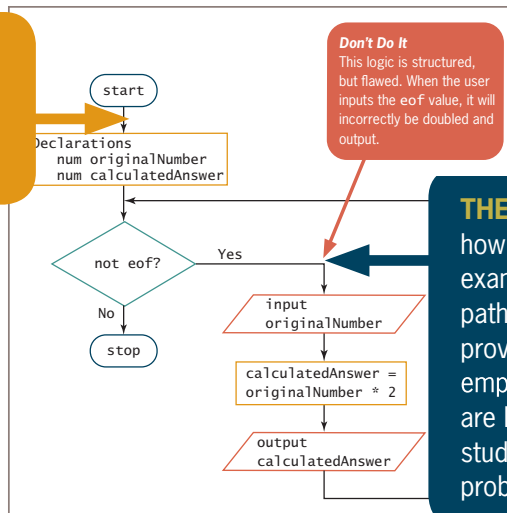 Don't Do It
This logic is structured,
but flawed. When the user
inputs the eof value, it will
incorrectly be doubled and
output.
start
Declarations
num originalNumber
num calculatedAnswer
not eof?
Yes
No
stop
input
originalNumber
calculatedAnswer =
originalNumber * 2
output
calculatedAnswer
THE
how
path
prov
are
stud
prob